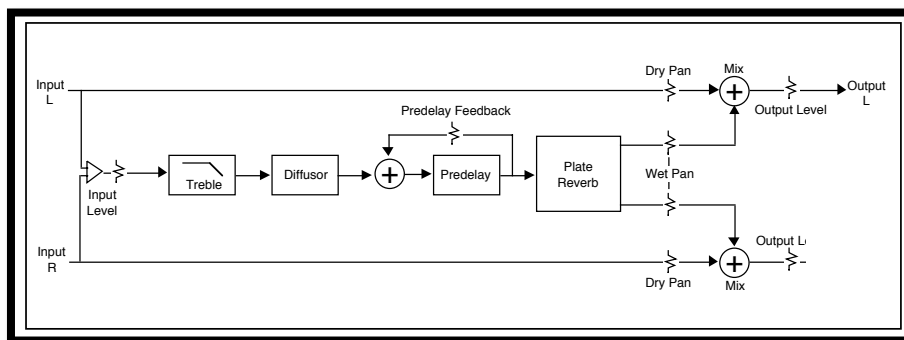 Input
L
Dry Pan
Mix
Output
L
Output Level
Predelay Feedback
Treble
Diffusor
Predelay
Plate
Reverb
Wet Pan
Input
Level
Input
R
Output
Dry Pan
Mix